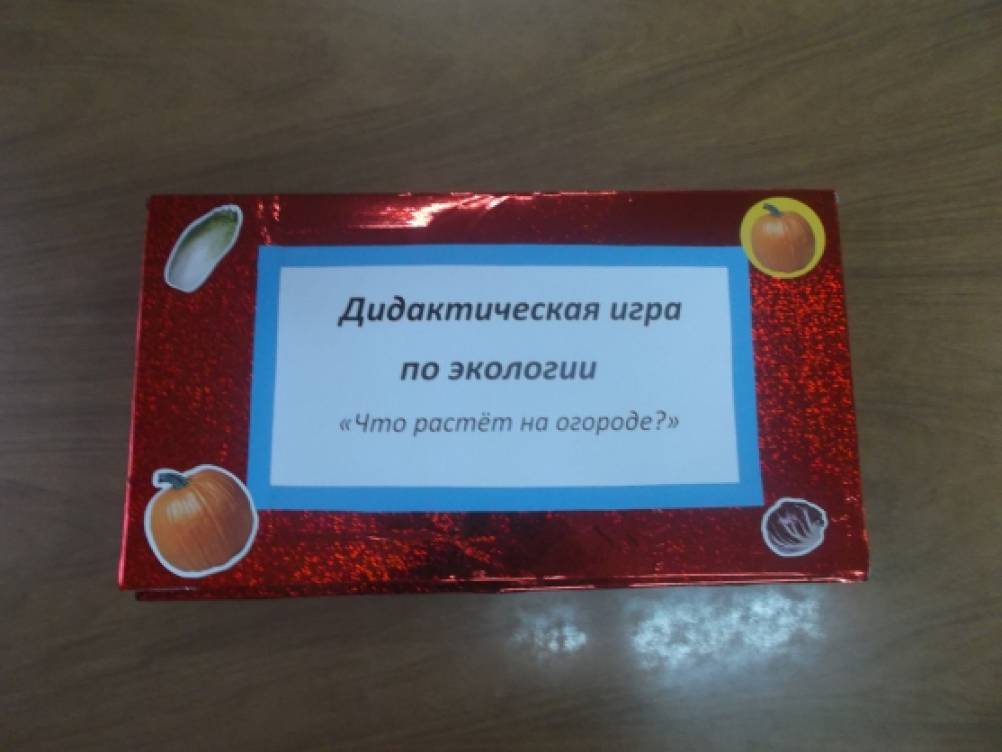 Дидактическая игра
по экологии
«Что растёт на огороде?»